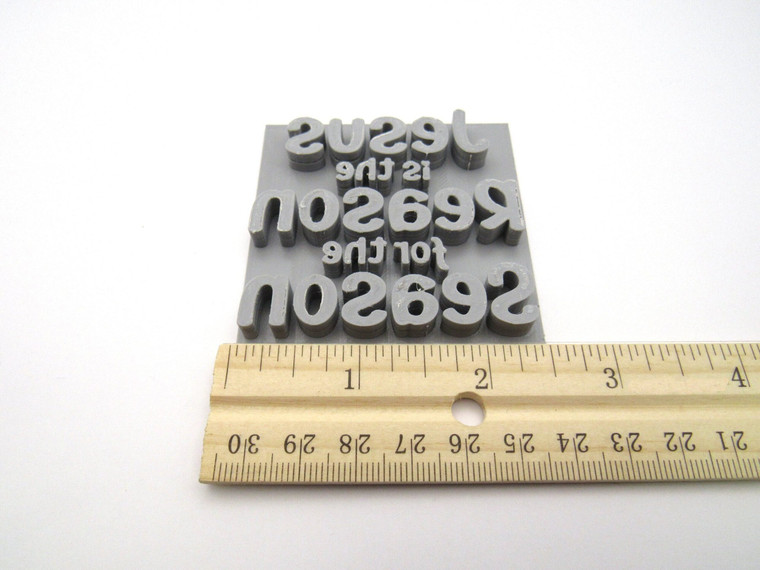 Jesus
is the
Reason
for the
Season
1 2 3 4
30 29 28 27 26 25 24 23 22 21